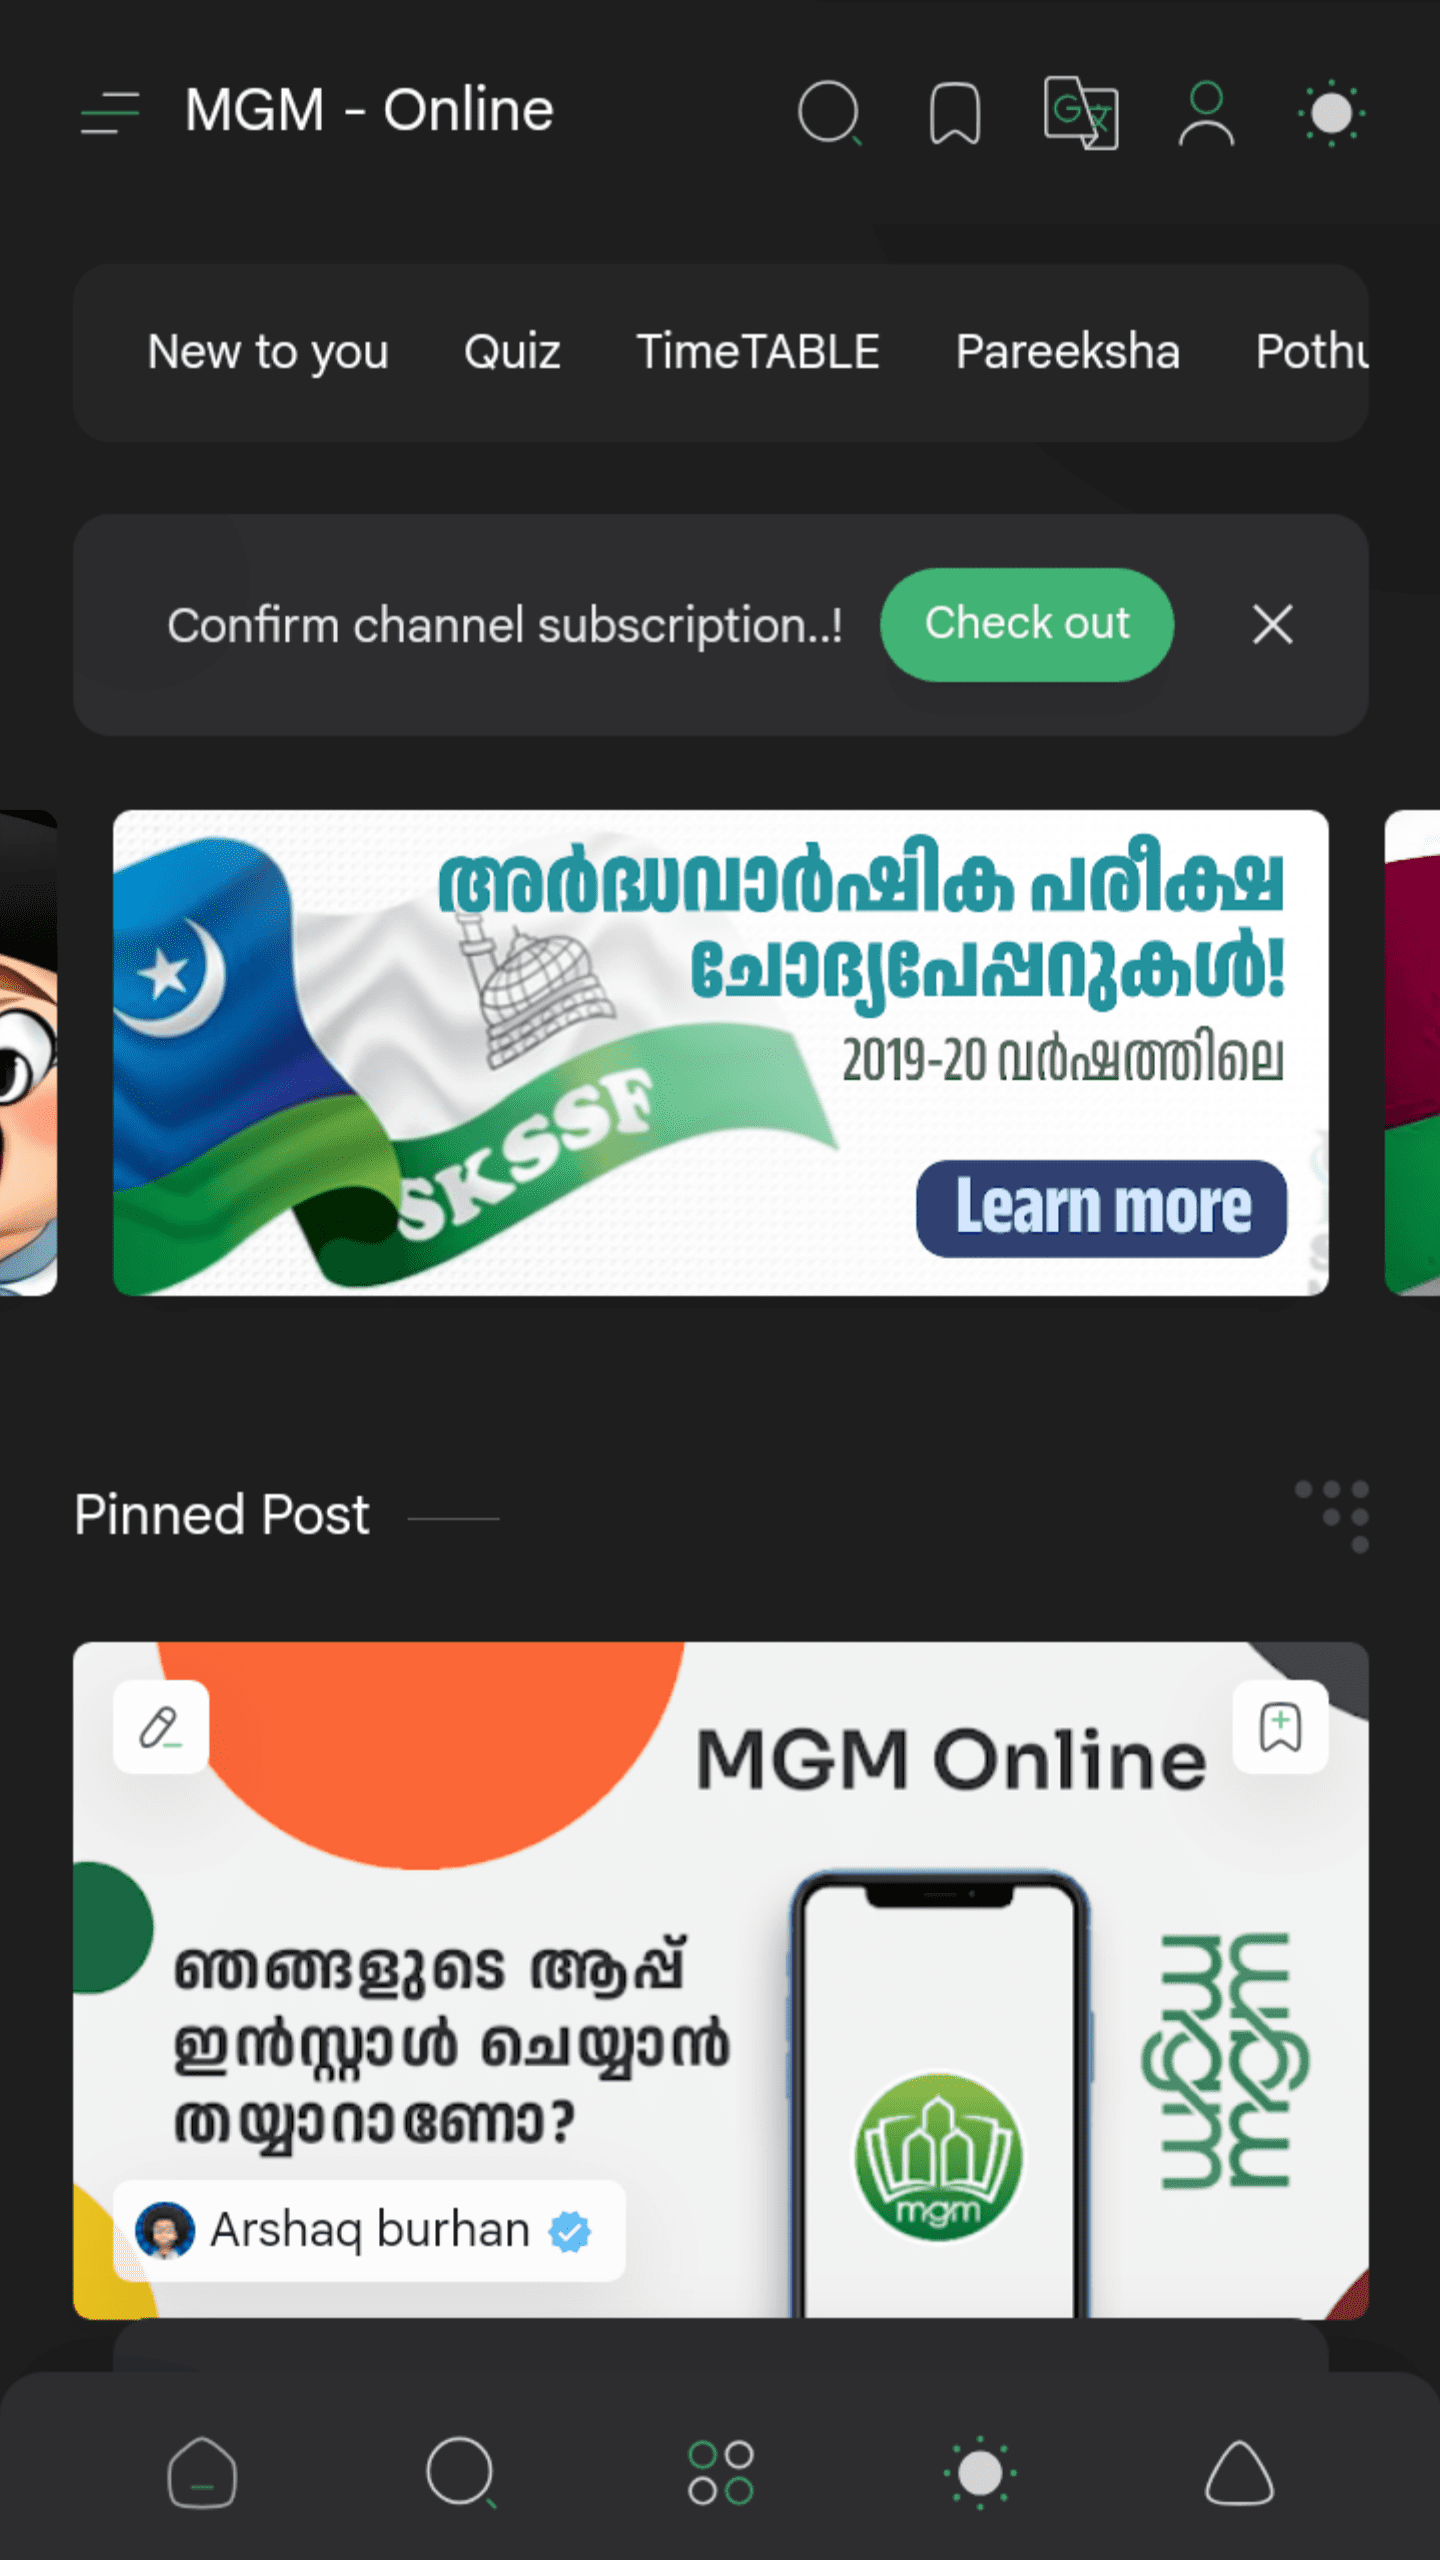 MGM - Online
New to you Quiz TimeTABLE Pareeksha Pothu
Confirm channel subscription..! Check out
അർദ്ധവാർഷിക പരീക്ഷ
ചോദ്യപേപ്പറുകൾ!
2019-20 വർഷത്തിലെ
SKSSF
Learn more
Pinned Post
MGM Online
ഞങ്ങളുടെ ആപ്പ്
ഇൻസ്റ്റാൾ ചെയ്യാൻ
തയ്യാറാണോ?
mgm
mgm
mgm
Arshaq burhan